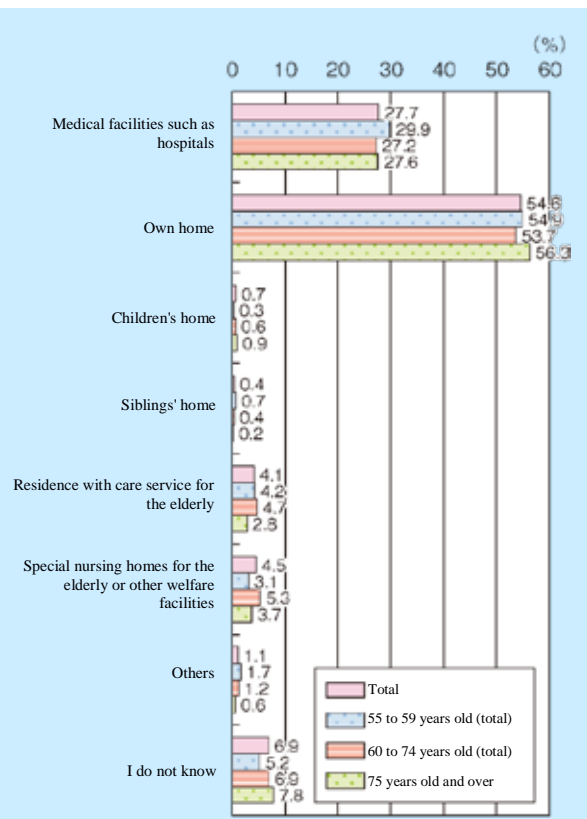 (%)
0 10 20 30 40 50 60
Medical facilities such as
hospitals
27.7
29.9
27.2
27.6
Own home
54.6
54.9
53.7
56.3
Children's home
0.7
0.3
0.6
0.9
Siblings' home
0.4
0.7
0.4
0.2
Residence with care service for
the elderly
4.1
4.2
4.7
2.8
Special nursing homes for the
elderly or other welfare
facilities
4.5
3.1
5.3
3.7
Others
1.1
1.7
1.2
0.6
I do not know
6.9
5.2
6.9
7.8
Total
55 to 59 years old (total)
60 to 74 years old (total)
75 years old and over